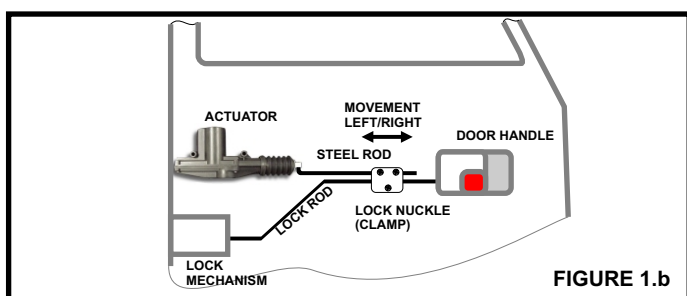 MOVEMENT
LEFT/RIGHT
ACTUATOR
DOOR HANDLE
STEEL ROD
LOCK ROD
LOCK NUCKLE
(CLAMP)
LOCK
MECHANISM
FIGURE 1.b